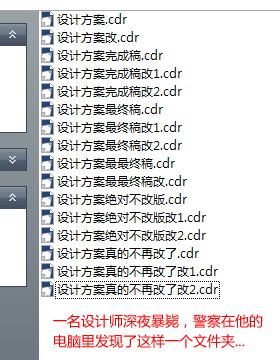 设计方案.cdr
设计方案改.cdr
设计方案完成稿.cdr
设计方案完成稿改1.cdr
设计方案完成稿改2.cdr
设计方案最终稿.cdr
设计方案最终稿改1.cdr
设计方案最终稿改2.cdr
设计方案最最终稿.cdr
设计方案最最终稿改.cdr
设计方案绝对不改版.cdr
设计方案绝对不改版改1.cdr
设计方案绝对不改版改2.cdr
设计方案真的不再改了.cdr
设计方案真的不再改了改1.cdr
设计方案真的不再改了改2.cdr
一名设计师深夜暴毙，警察在他的
电脑里发现了这样一个文件夹...